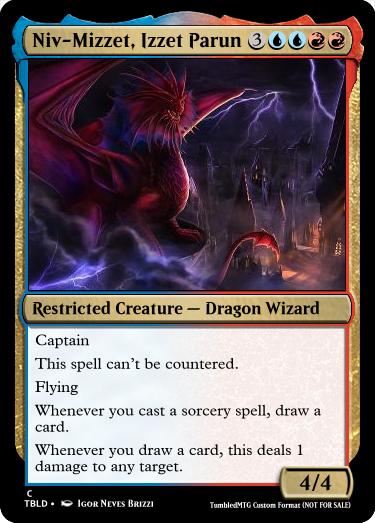 Niv-Mizzet, Izzet Parun 3
Restricted Creature — Dragon Wizard
Captain
This spell can't be countered.
Flying
Whenever you cast a sorcery spell, draw a
card.
Whenever you draw a card, this deals 1
damage to any target.
4/4
C
TBLD • Igor Neves Brizzi
TumbledMTG Custom Format (NOT FOR SALE)